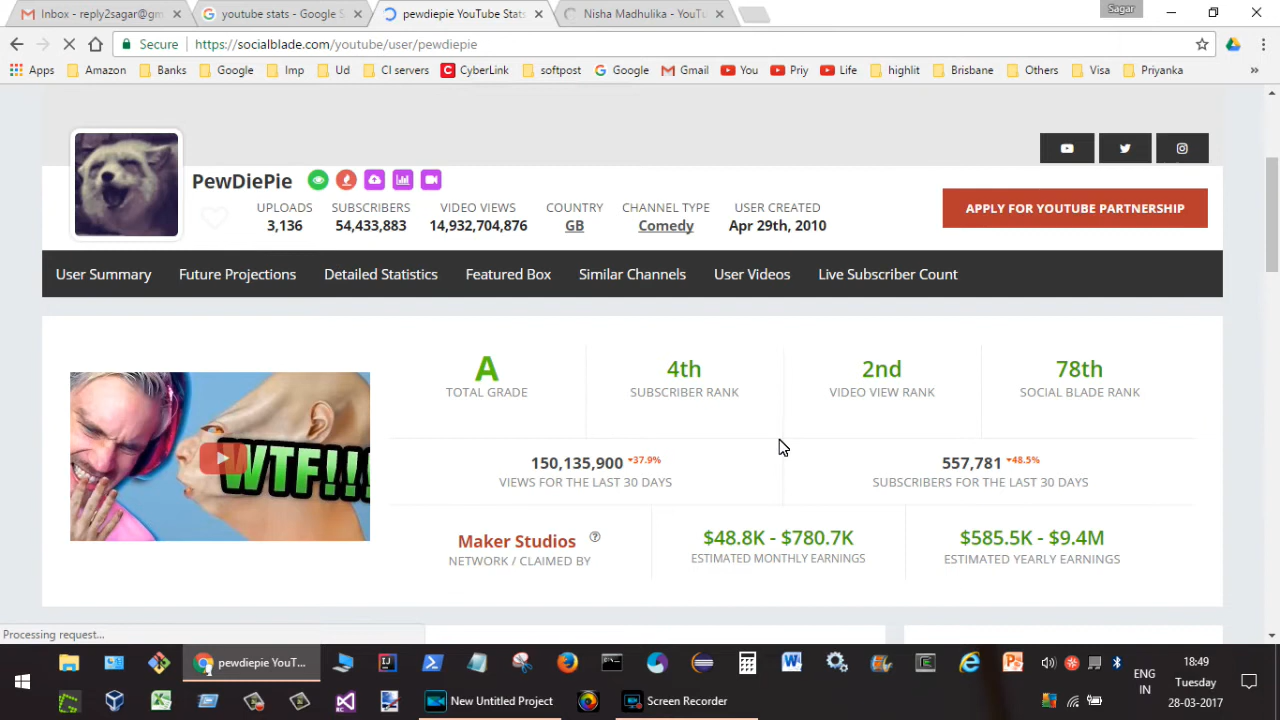 Inbox - reply2sagar@gm
youtube stats - Google S
pewdiepie YouTube Stats
Nisha Madhulika - YouTu
Sagar
Secure
https://socialblade.com/youtube/user/pewdiepie
Apps
Amazon
Banks
Google
Imp
Ud
CI servers
CyberLink
softpost
Google
Gmail
You
Priy
Life
highlit
Brisbane
Others
Visa
Priyanka
PewDiePie
UPLOADS
SUBSCRIBERS
VIDEO VIEWS
COUNTRY
CHANNEL TYPE
USER CREATED
3,136
54,433,883
14,932,704,876
GB
Comedy
Apr 29th, 2010
APPLY FOR YOUTUBE PARTNERSHIP
User Summary
Future Projections
Detailed Statistics
Featured Box
Similar Channels
User Videos
Live Subscriber Count
WTF!!!
A
4th
2nd
78th
TOTAL GRADE
SUBSCRIBER RANK
VIDEO VIEW RANK
SOCIAL BLADE RANK
150,135,900 37.9%
557,781 48.5%
VIEWS FOR THE LAST 30 DAYS
SUBSCRIBERS FOR THE LAST 30 DAYS
Maker Studios
$48.8K - $780.7K
$585.5K - $9.4M
NETWORK / CLAIMED BY
ESTIMATED MONTHLY EARNINGS
ESTIMATED YEARLY EARNINGS
Processing request...
pewdiepie YouT...
New Untitled Project
Screen Recorder
ENG
IN
18:49
Tuesday
28-03-2017